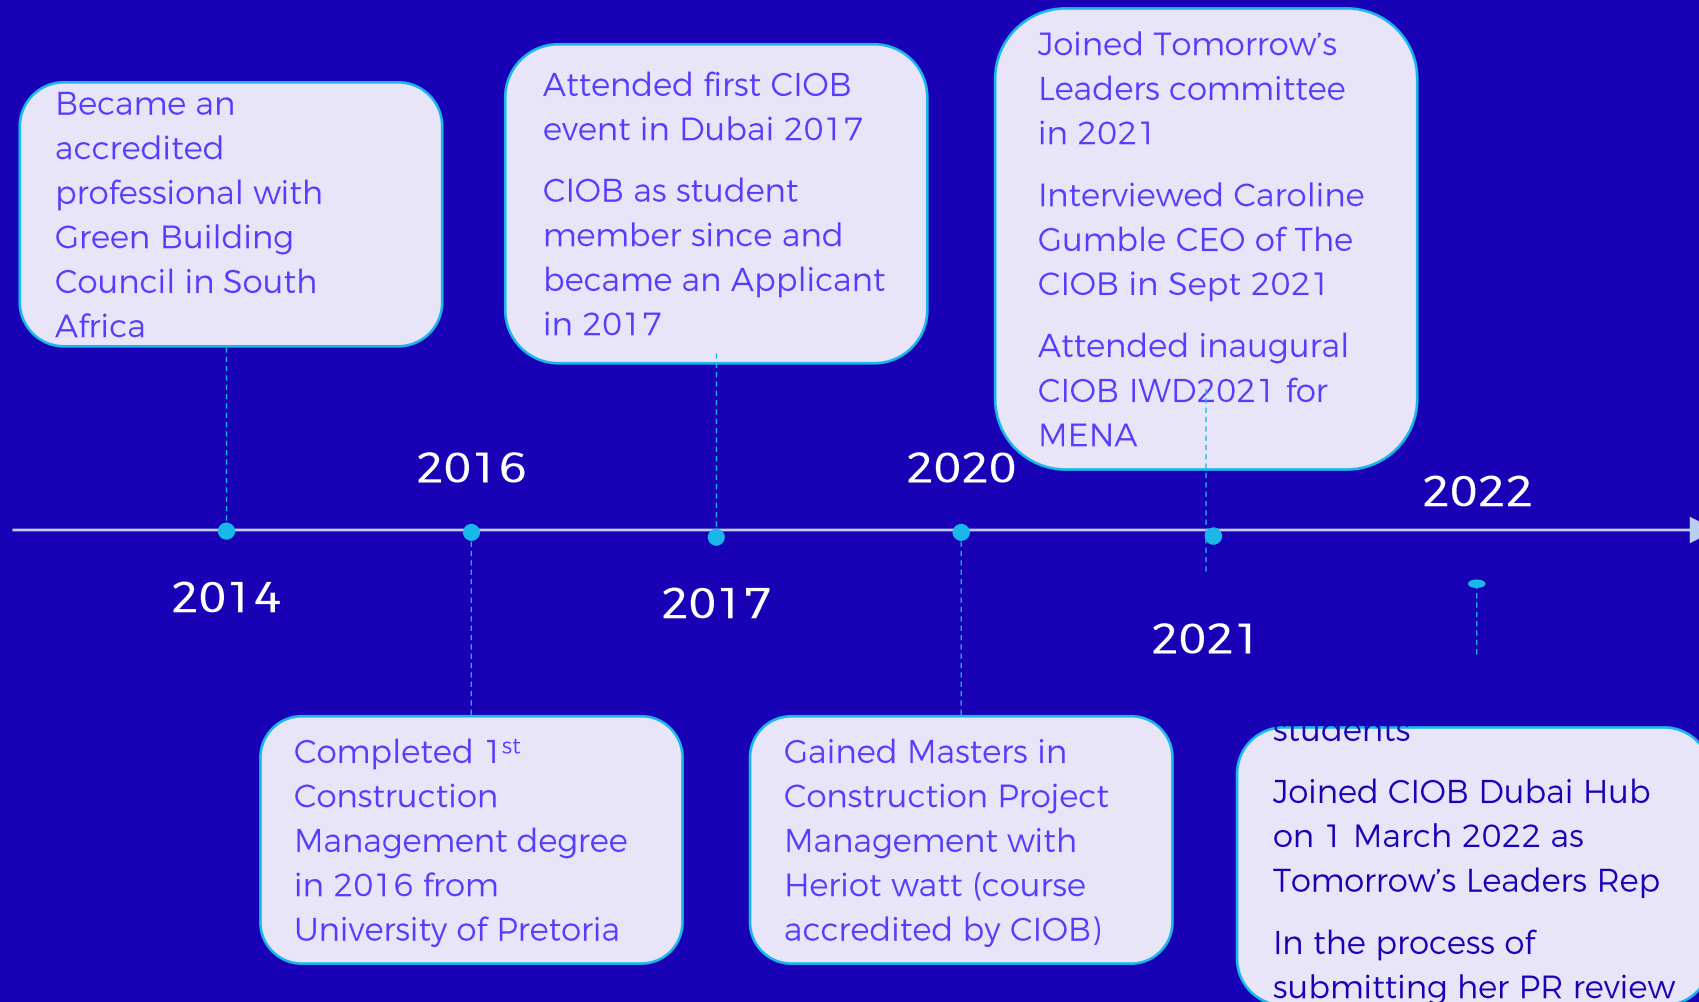 Became an
accredited
professional with
Green Building
Council in South
Africa
Attended first CIOB
event in Dubai 2017
CIOB as student
member since and
became an Applicant
in 2017
Joined Tomorrow’s
Leaders committee
in 2021
Interviewed Caroline
Gumble CEO of The
CIOB in Sept 2021
Attended inaugural
CIOB IWD2021 for
MENA
2016
2020
2022
2014
2017
2021
Completed 1st
Construction
Management degree
in 2016 from
University of Pretoria
Gained Masters in
Construction Project
Management with
Heriot watt (course
accredited by CIOB)
students
Joined CIOB Dubai Hub
on 1 March 2022 as
Tomorrow’s Leaders Rep
In the process of
submitting her PR review